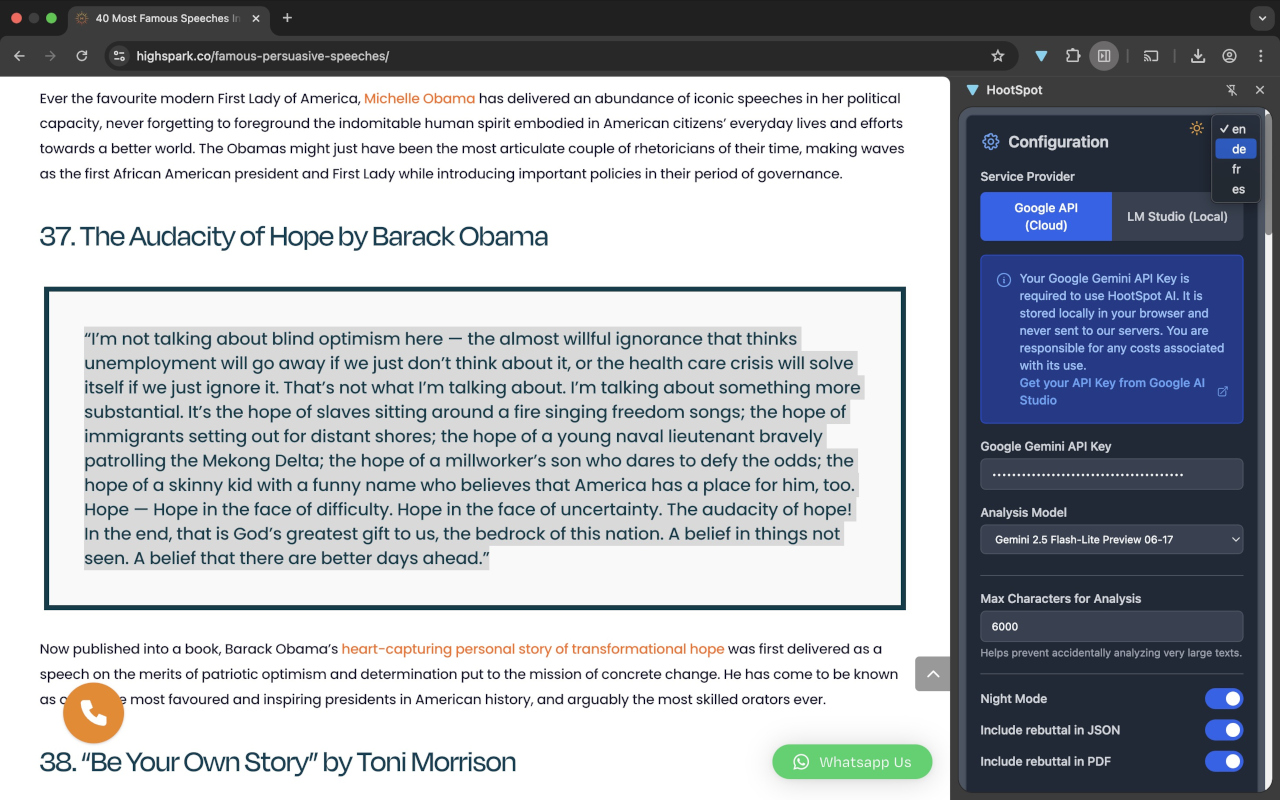 40 Most Famous Speeches In
highspark.co/famous-persuasive-speeches/
Ever the favourite modern First Lady of America, Michelle Obama has delivered an abundance of iconic speeches in her political
capacity, never forgetting to foreground the indomitable human spirit embodied in American citizens’ everyday lives and efforts
towards a better world. The Obamas might just have been the most articulate couple of rhetoricians of their time, making waves
as the first African American president and First Lady while introducing important policies in their period of governance.
37. The Audacity of Hope by Barack Obama
“I’m not talking about blind optimism here — the almost willful ignorance that thinks
unemployment will go away if we just don’t think about it, or the health care crisis will solve
itself if we just ignore it. That’s not what I’m talking about. I’m talking about something more
substantial. It’s the hope of slaves sitting around a fire singing freedom songs; the hope of
immigrants setting out for distant shores; the hope of a young naval lieutenant bravely
patrolling the Mekong Delta; the hope of a millworker’s son who dares to defy the odds; the
hope of a skinny kid with a funny name who believes that America has a place for him, too.
Hope — Hope in the face of difficulty. Hope in the face of uncertainty. The audacity of hope!
In the end, that is God’s greatest gift to us, the bedrock of this nation. A belief in things not
seen. A belief that there are better days ahead.”
Now published into a book, Barack Obama’s heart-capturing personal story of transformational hope was first delivered as a
speech on the merits of patriotic optimism and determination put to the mission of concrete change. He has come to be known
as most favoured and inspiring presidents in American history, and arguably the most skilled orators ever.
38. “Be Your Own Story” by Toni Morrison
Whatsapp Us
HootSpot
Configuration
✓ en
de
fr
es
Service Provider
Google API
(Cloud)
LM Studio (Local)
Your Google Gemini API Key is
required to use HootSpot AI. It is
stored locally in your browser and
never sent to our servers. You are
responsible for any costs associated
with its use.
Get your API Key from Google AI
Studio
Google Gemini API Key
Analysis Model
Gemini 2.5 Flash-Lite Preview 06-17
Max Characters for Analysis
6000
Helps prevent accidentally analyzing very large texts.
Night Mode
Include rebuttal in JSON
Include rebuttal in PDF